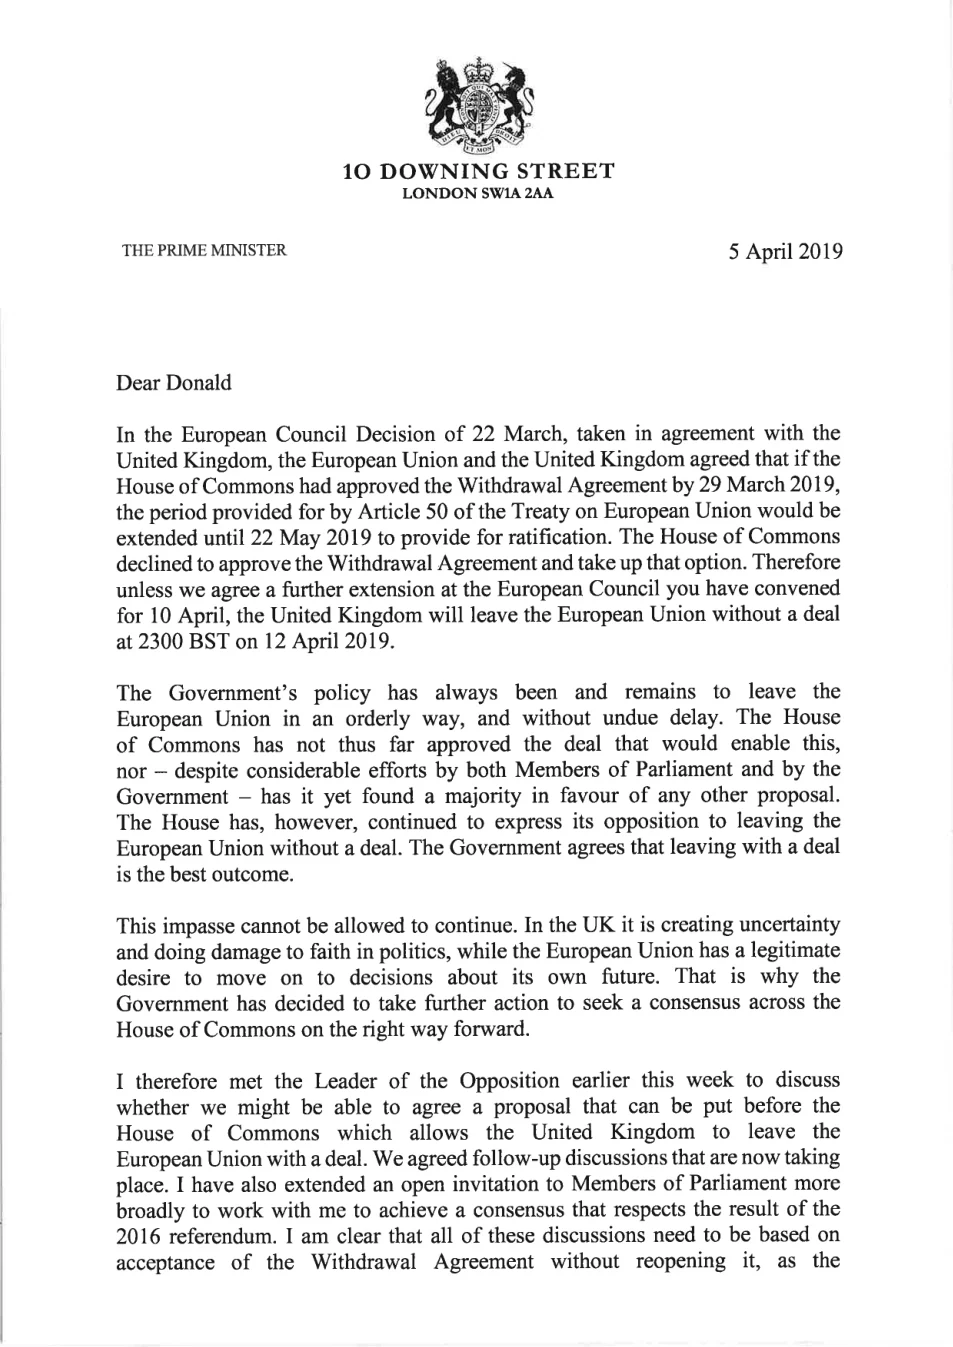 10 DOWNING STREET
LONDON SW1A 2AA
THE PRIME MINISTER
5 April 2019
Dear Donald
In the European Council Decision of 22 March, taken in agreement with the
United Kingdom, the European Union and the United Kingdom agreed that if the
House of Commons had approved the Withdrawal Agreement by 29 March 2019,
the period provided for by Article 50 of the Treaty on European Union would be
extended until 22 May 2019 to provide for ratification. The House of Commons
declined to approve the Withdrawal Agreement and take up that option. Therefore
unless we agree a further extension at the European Council you have convened
for 10 April, the United Kingdom will leave the European Union without a deal
at 2300 BST on 12 April 2019.
The Government’s policy has always been and remains to leave the
European Union in an orderly way, and without undue delay. The House
of Commons has not thus far approved the deal that would enable this,
nor – despite considerable efforts by both Members of Parliament and by the
Government – has it yet found a majority in favour of any other proposal.
The House has, however, continued to express its opposition to leaving the
European Union without a deal. The Government agrees that leaving with a deal
is the best outcome.
This impasse cannot be allowed to continue. In the UK it is creating uncertainty
and doing damage to faith in politics, while the European Union has a legitimate
desire to move on to decisions about its own future. That is why the
Government has decided to take further action to seek a consensus across the
House of Commons on the right way forward.
I therefore met the Leader of the Opposition earlier this week to discuss
whether we might be able to agree a proposal that can be put before the
House of Commons which allows the United Kingdom to leave the
European Union with a deal. We agreed follow-up discussions that are now taking
place. I have also extended an open invitation to Members of Parliament more
broadly to work with me to achieve a consensus that respects the result of the
2016 referendum. I am clear that all of these discussions need to be based on
acceptance of the Withdrawal Agreement without reopening it, as the